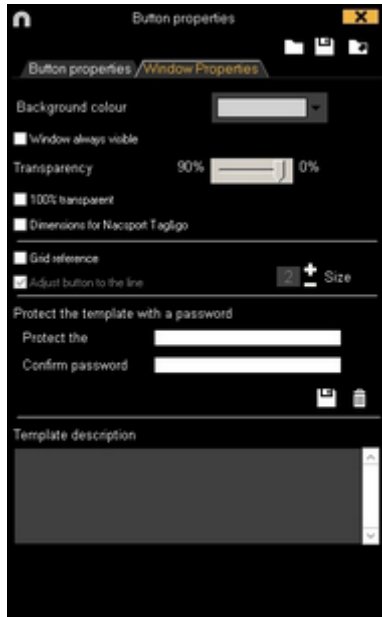 Button properties
X
Button properties
Window Properties
Background colour
Window always visible
Transparency 90% 0%
100% transparent
Dimensions for Nacsport Tag&go
Grid reference
Adjust button to the line 2 Size
Protect the template with a password
Protect the
Confirm password
Template description